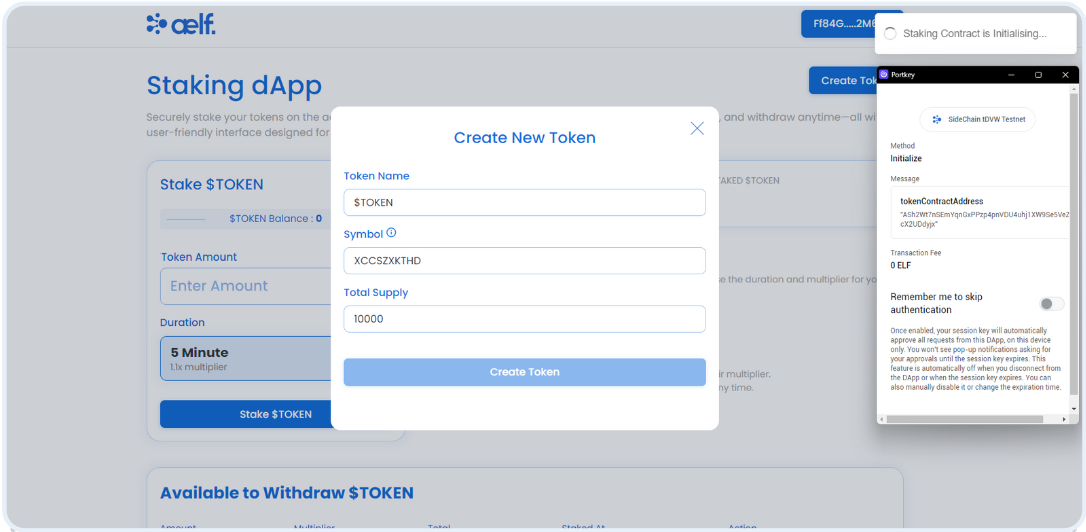 ælf.
Ff84G.....2M6
Staking Contract is Initialising...
Staking dApp
Create Tok
Securely stake your tokens on the
, and withdraw anytime—all wi
user-friendly interface designed for
Stake $TOKEN
$TOKEN Balance : 0
Token Amount
Enter Amount
Duration
5 Minute
1.1x multiplier
Stake $TOKEN
AKED $TOKEN
e the duration and multiplier for yo
ir multiplier.
ny time.
Create New Token
Token Name
$TOKEN
Symbol
XCCSZXKTHD
Total Supply
10000
Create Token
Portkey
SideChain tDVW Testnet
Method
Initialize
Message
tokenContractAddress
"ASh2Wt7nSEmYqnGxPPzp4pnVDU4uhj1XW9Se5VeZ
cX2UDdyjx"
Transaction Fee
0 ELF
Remember me to skip
authentication
Once enabled, your session key will automatically
approve all requests from this DApp, on this device
only. You won't see pop-up notifications asking for
your approvals until the session key expires. This
feature is automatically off when you disconnect from
the DApp or when the session key expires. You can
also manually disable it or change the expiration time.
Available to Withdraw $TOKEN
Amount
Multiplier
Total
Staked At
Action